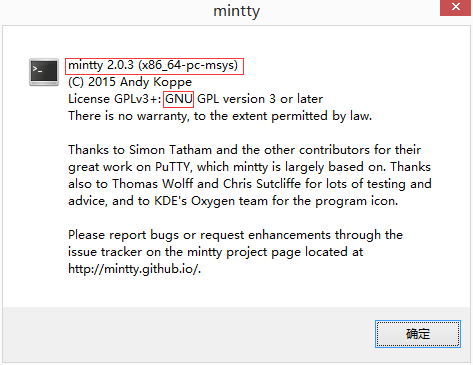 mintty
mintty 2.0.3 (x86_64-pc-msys)
(C) 2015 Andy Koppe
License GPLv3+: GNU GPL version 3 or later
There is no warranty, to the extent permitted by law.
Thanks to Simon Tatham and the other contributors for their
great work on PuTTY, which mintty is largely based on. Thanks
also to Thomas Wolff and Chris Sutcliffe for lots of testing and
advice, and to KDE's Oxygen team for the program icon.
Please report bugs or request enhancements through the
issue tracker on the mintty project page located at
http://mintty.github.io/.
确定